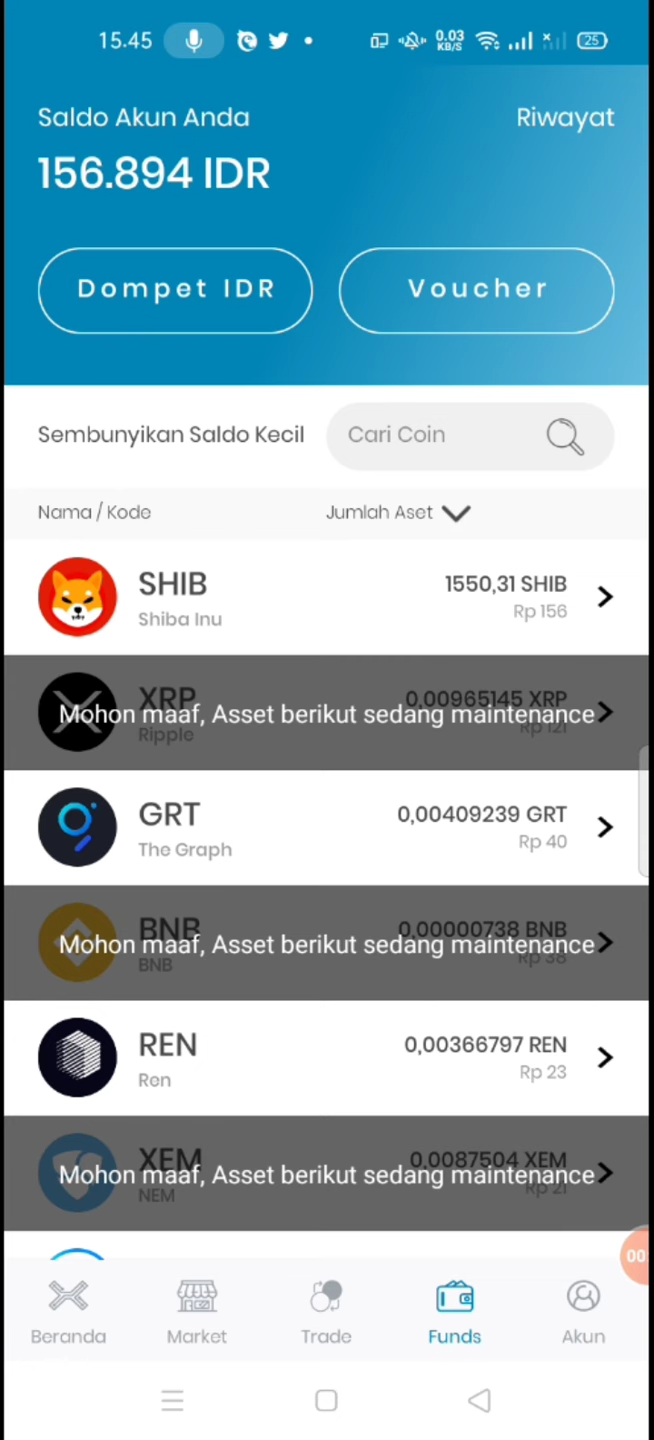 15.45
0.03 KB/S
25
Saldo Akun Anda
Riwayat
156.894 IDR
Dompet IDR
Voucher
Sembunyikan Saldo Kecil
Cari Coin
Nama / Kode
Jumlah Aset
SHIB
1550,31 SHIB
Shiba Inu
Rp 156
XRP
0,00965145 XRP
Mohon maaf, Asset berikut sedang maintenance
Ripple
Rp 121
GRT
0,00409239 GRT
The Graph
Rp 40
BNB
0,00000738 BNB
Mohon maaf, Asset berikut sedang maintenance
BNB
Rp 38
REN
0,00366797 REN
Ren
Rp 23
XEM
0,0087504 XEM
Mohon maaf, Asset berikut sedang maintenance
NEM
Rp 21
00
Beranda
Market
Trade
Funds
Akun